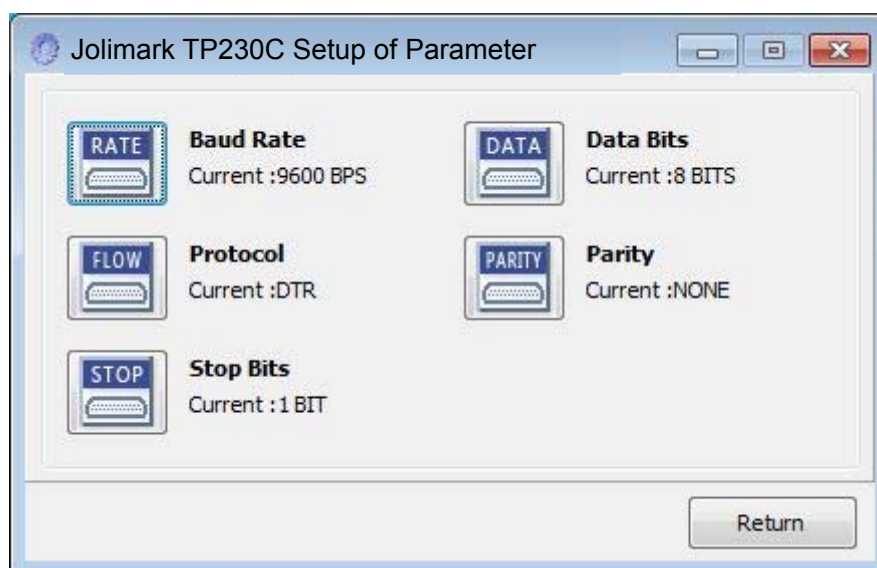 Jolimark TP230C Setup of Parameter
RATE
Baud Rate
Current :9600 BPS
DATA
Data Bits
Current :8 BITS
FLOW
Protocol
Current :DTR
PARITY
Parity
Current :NONE
STOP
Stop Bits
Current :1 BIT
Return